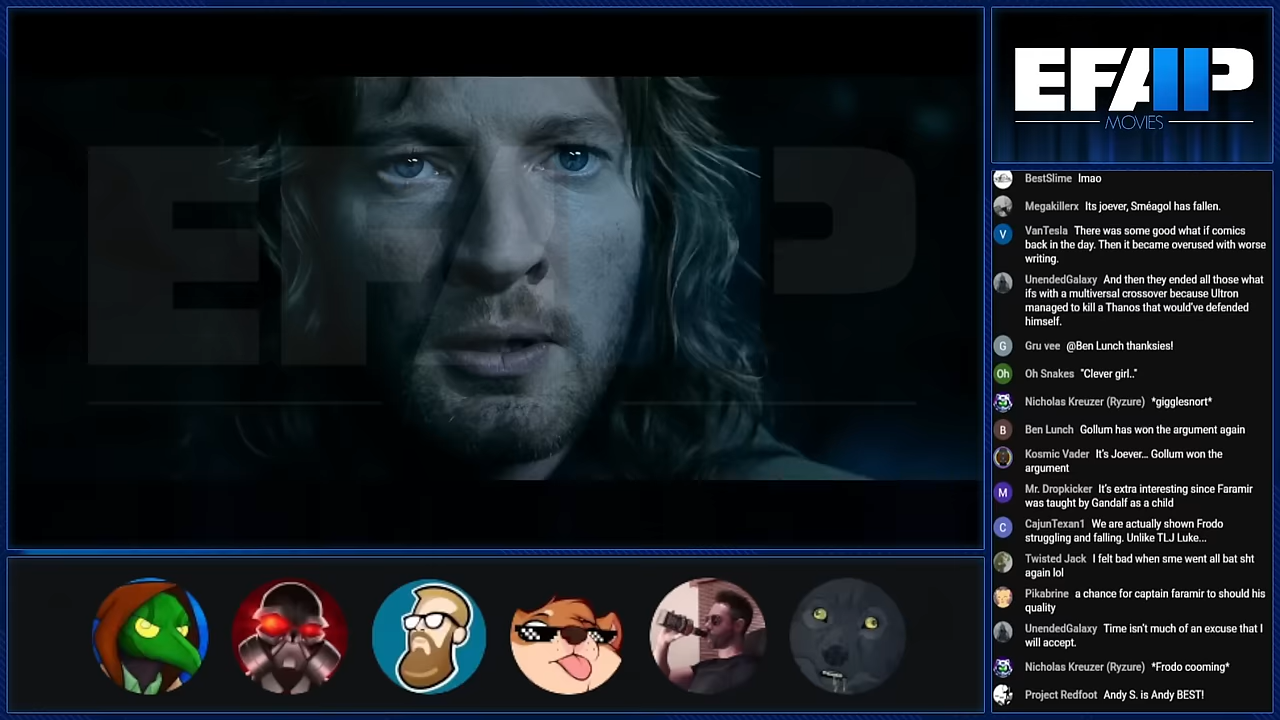 EFAP
EFAP
MOVIES
BestSlime lmao
Megakillerx Its joever, Sméagol has fallen.
VanTesla There was some good what if comics
back in the day. Then it became overused with worse
writing.
UnendedGalaxy And then they ended all those what
ifs with a multiversal crossover because Ultron
managed to kill a Thanos that would've defended
himself.
Gru vee @Ben Lunch thanksies!
Oh Snakes "Clever girl.."
Nicholas Kreuzer (Ryzure) *gigglesnort*
Ben Lunch Gollum has won the argument again
Kosmic Vader It's Joever... Gollum won the
argument
Mr. Dropkicker It's extra interesting since Faramir
was taught by Gandalf as a child
CajunTexan1 We are actually shown Frodo
struggling and falling. Unlike TLJ Luke...
Twisted Jack I felt bad when sme went all bat sht
again lol
Pikabrine a chance for captain faramir to should his
quality
UnendedGalaxy Time isn't much of an excuse that I
will accept.
Nicholas Kreuzer (Ryzure) *Frodo cooming*
Project Redfoot Andy S. is Andy BEST!
V
G
Oh
B
M
C